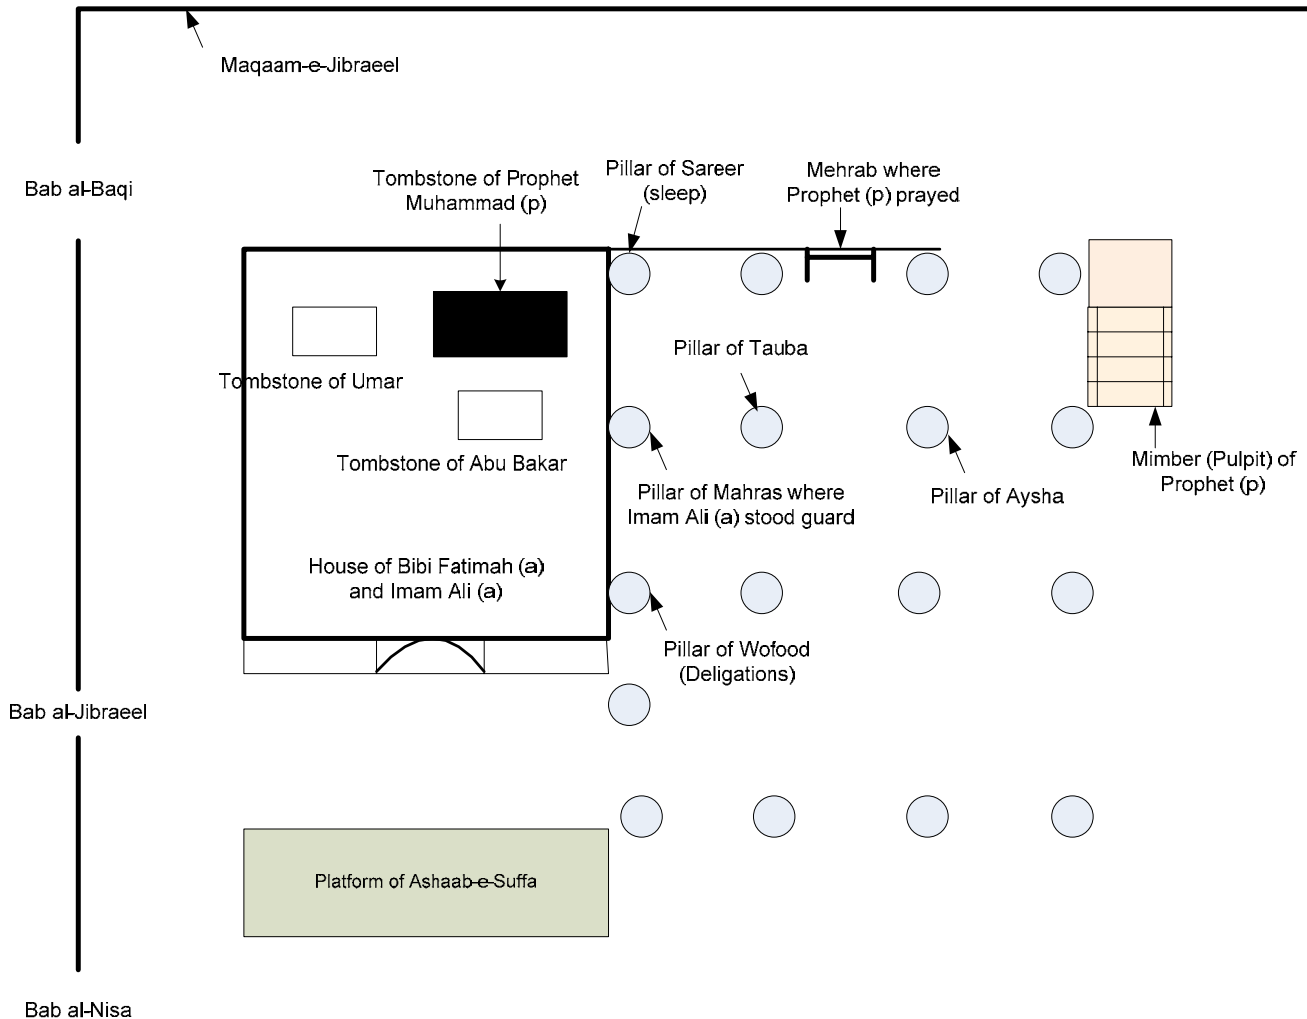 Maqaam-e-Jibraeel
Bab al-Baqi
Tombstone of Prophet
Muhammad (p)
Pillar of Sareer
(sleep)
Mehrab where
Prophet (p) prayed
Tombstone of Umar
Pillar of Tauba
Tombstone of Abu Bakar
Pillar of Mahras where
Imam Ali (a) stood guard
Pillar of Aysha
Mimber (Pulpit) of
Prophet (p)
House of Bibi Fatimah (a)
and Imam Ali (a)
Pillar of Wofood
(Deligations)
Bab al-Jibraeel
Platform of Ashaab-e-Suffa
Bab al-Nisa